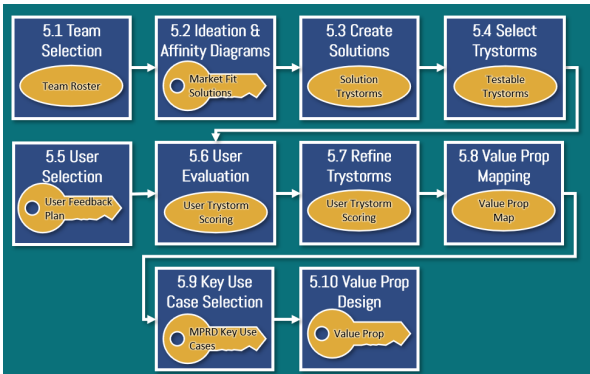 5.1 Team
Selection
Team Roster
5.2 Ideation &
Affinity Diagrams
Market Fit
Solutions
5.3 Create
Solutions
Solution
Trystorms
5.4 Select
Trystorms
Testable
Trystorms
5.5 User
Selection
User Feedback
Plan
5.6 User
Evaluation
User Trystorm
Scoring
5.7 Refine
Trystorms
User Trystorm
Scoring
5.8 Value Prop
Mapping
Value Prop
Map
5.9 Key Use
Case Selection
MPRD Key Use
Cases
5.10 Value Prop
Design
Value Prop